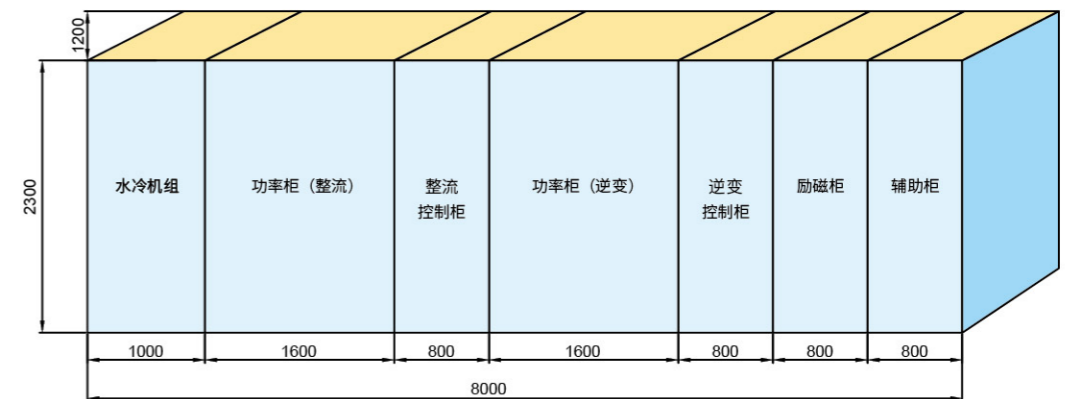 1200
2300
水冷机组
功率柜（整流）
整流
控制柜
功率柜（逆变）
逆变
控制柜
励磁柜
辅助柜
1000
1600
800
1600
800
800
800
8000